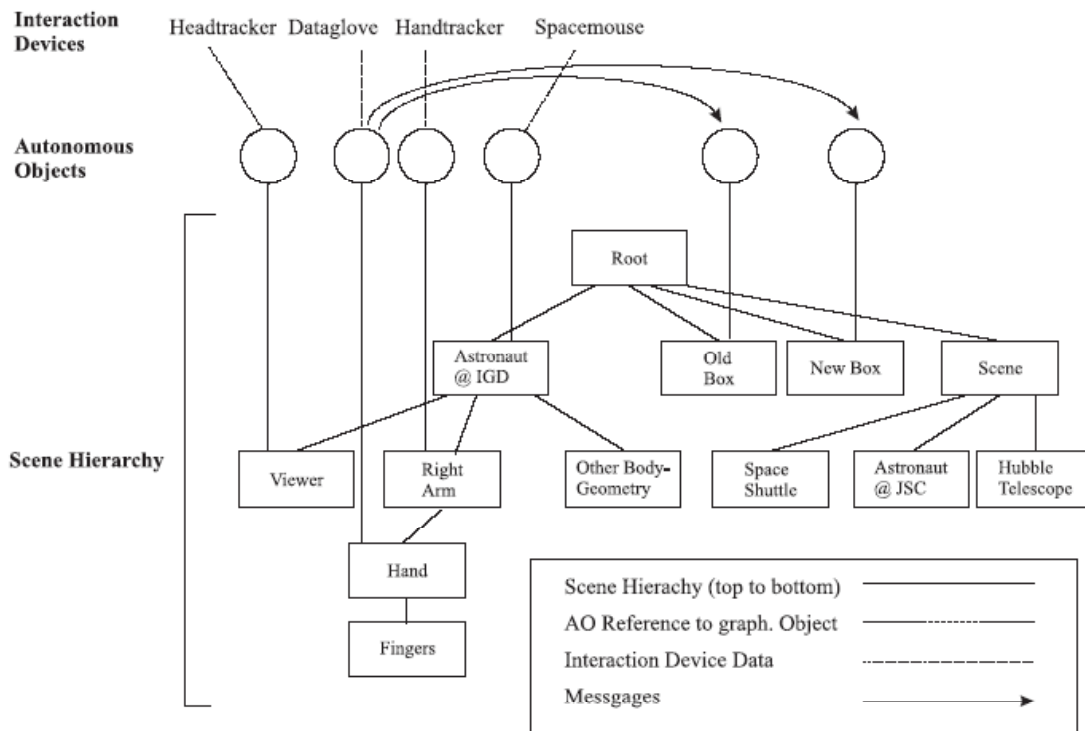 Interaction
Devices
Headtracker
Dataglove
Handtracker
Spacemouse
Autonomous
Objects
Root
Astronaut
@ IGD
Old
Box
New Box
Scene
Scene Hierarchy
Viewer
Right
Arm
Other Body-
Geometry
Space
Shuttle
Astronaut
@ JSC
Hubble
Telescope
Hand
Fingers
Scene Hierachy (top to bottom)
AO Reference to graph. Object
Interaction Device Data
Messgages